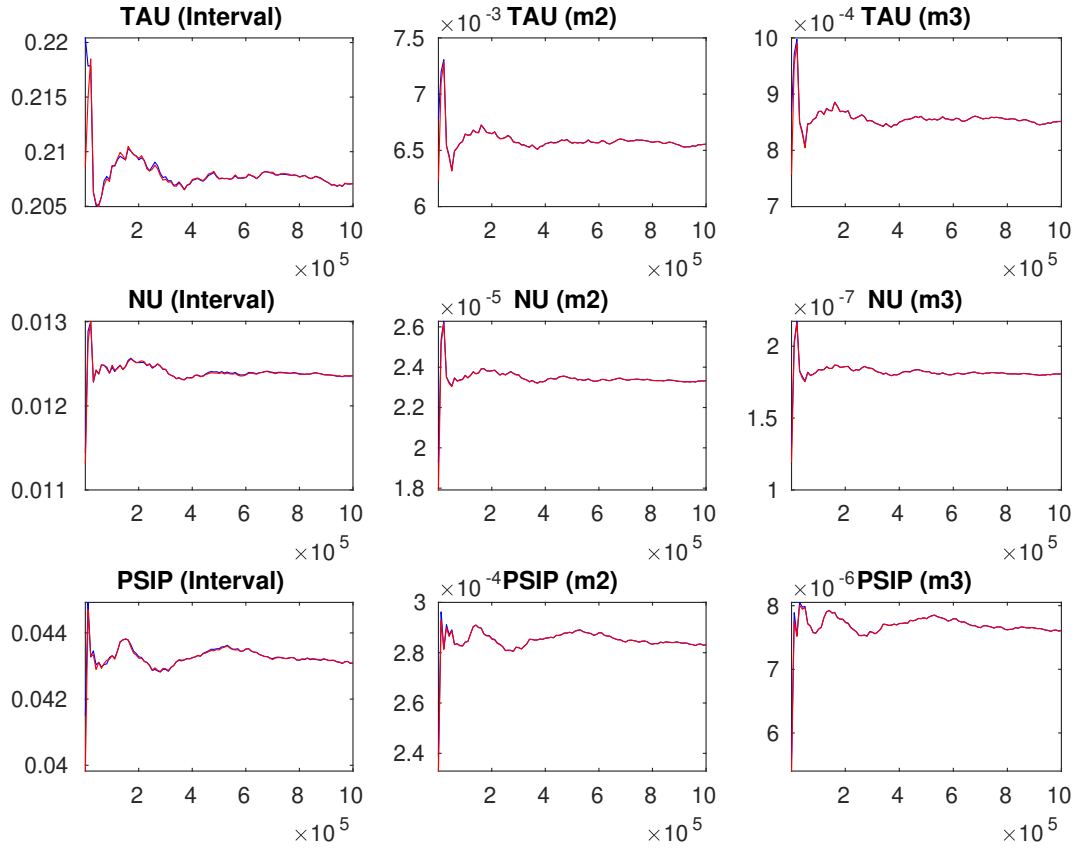 TAU (Interval)
0.22
0.215
0.21
0.205
2 4 6 8 10
×10^5
×10^-3 TAU (m2)
7.5
7
6.5
6
2 4 6 8 10
×10^5
×10^-4 TAU (m3)
10
9
8
7
2 4 6 8 10
×10^5
NU (Interval)
0.013
0.012
0.011
2 4 6 8 10
×10^5
×10^-5 NU (m2)
2.6
2.4
2.2
2
1.8
2 4 6 8 10
×10^5
×10^-7 NU (m3)
2
1.5
1
2 4 6 8 10
×10^5
PSIP (Interval)
0.044
0.042
0.04
2 4 6 8 10
×10^5
×10^-4 PSIP (m2)
3
2.8
2.6
2.4
2 4 6 8 10
×10^5
×10^-6 PSIP (m3)
8
7
6
2 4 6 8 10
×10^5